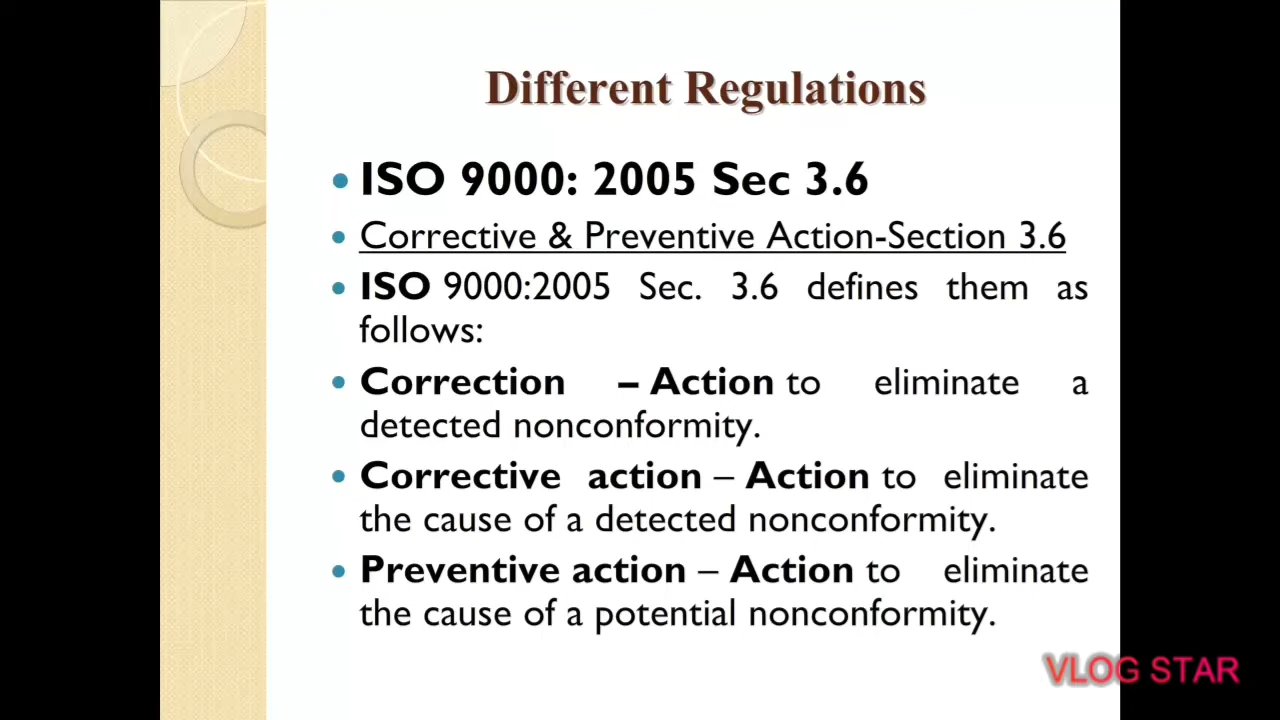 Different Regulations
• ISO 9000: 2005 Sec 3.6
• Corrective & Preventive Action-Section 3.6
• ISO 9000:2005 Sec. 3.6 defines them as
follows:
• Correction – Action to eliminate a
detected nonconformity.
• Corrective action – Action to eliminate
the cause of a detected nonconformity.
• Preventive action – Action to eliminate
the cause of a potential nonconformity.
VLOG STAR